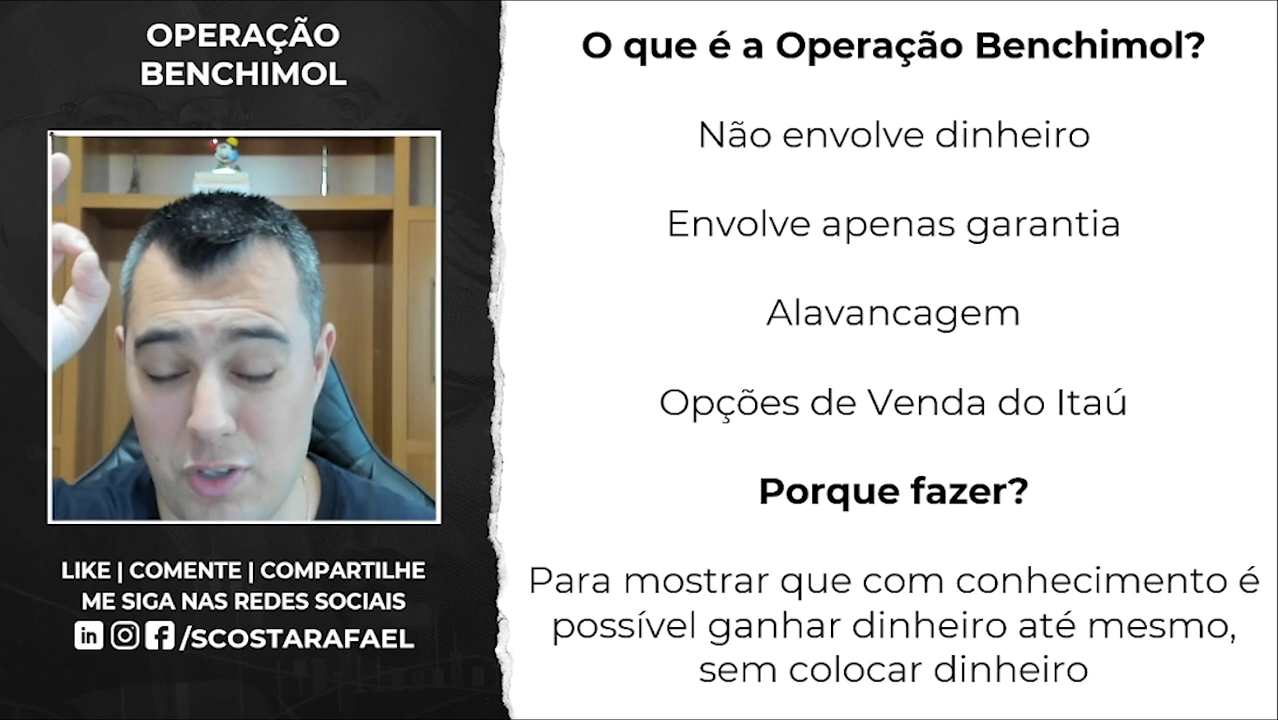 OPERAÇÃO
BENCHIMOL
LIKE | COMENTE | COMPARTILHE
ME SIGA NAS REDES SOCIAIS
in f /SCOSTARAFAEL
O que é a Operação Benchimol?
Não envolve dinheiro
Envolve apenas garantia
Alavancagem
Opções de Venda do Itaú
Porque fazer?
Para mostrar que com conhecimento é
possível ganhar dinheiro até mesmo,
sem colocar dinheiro